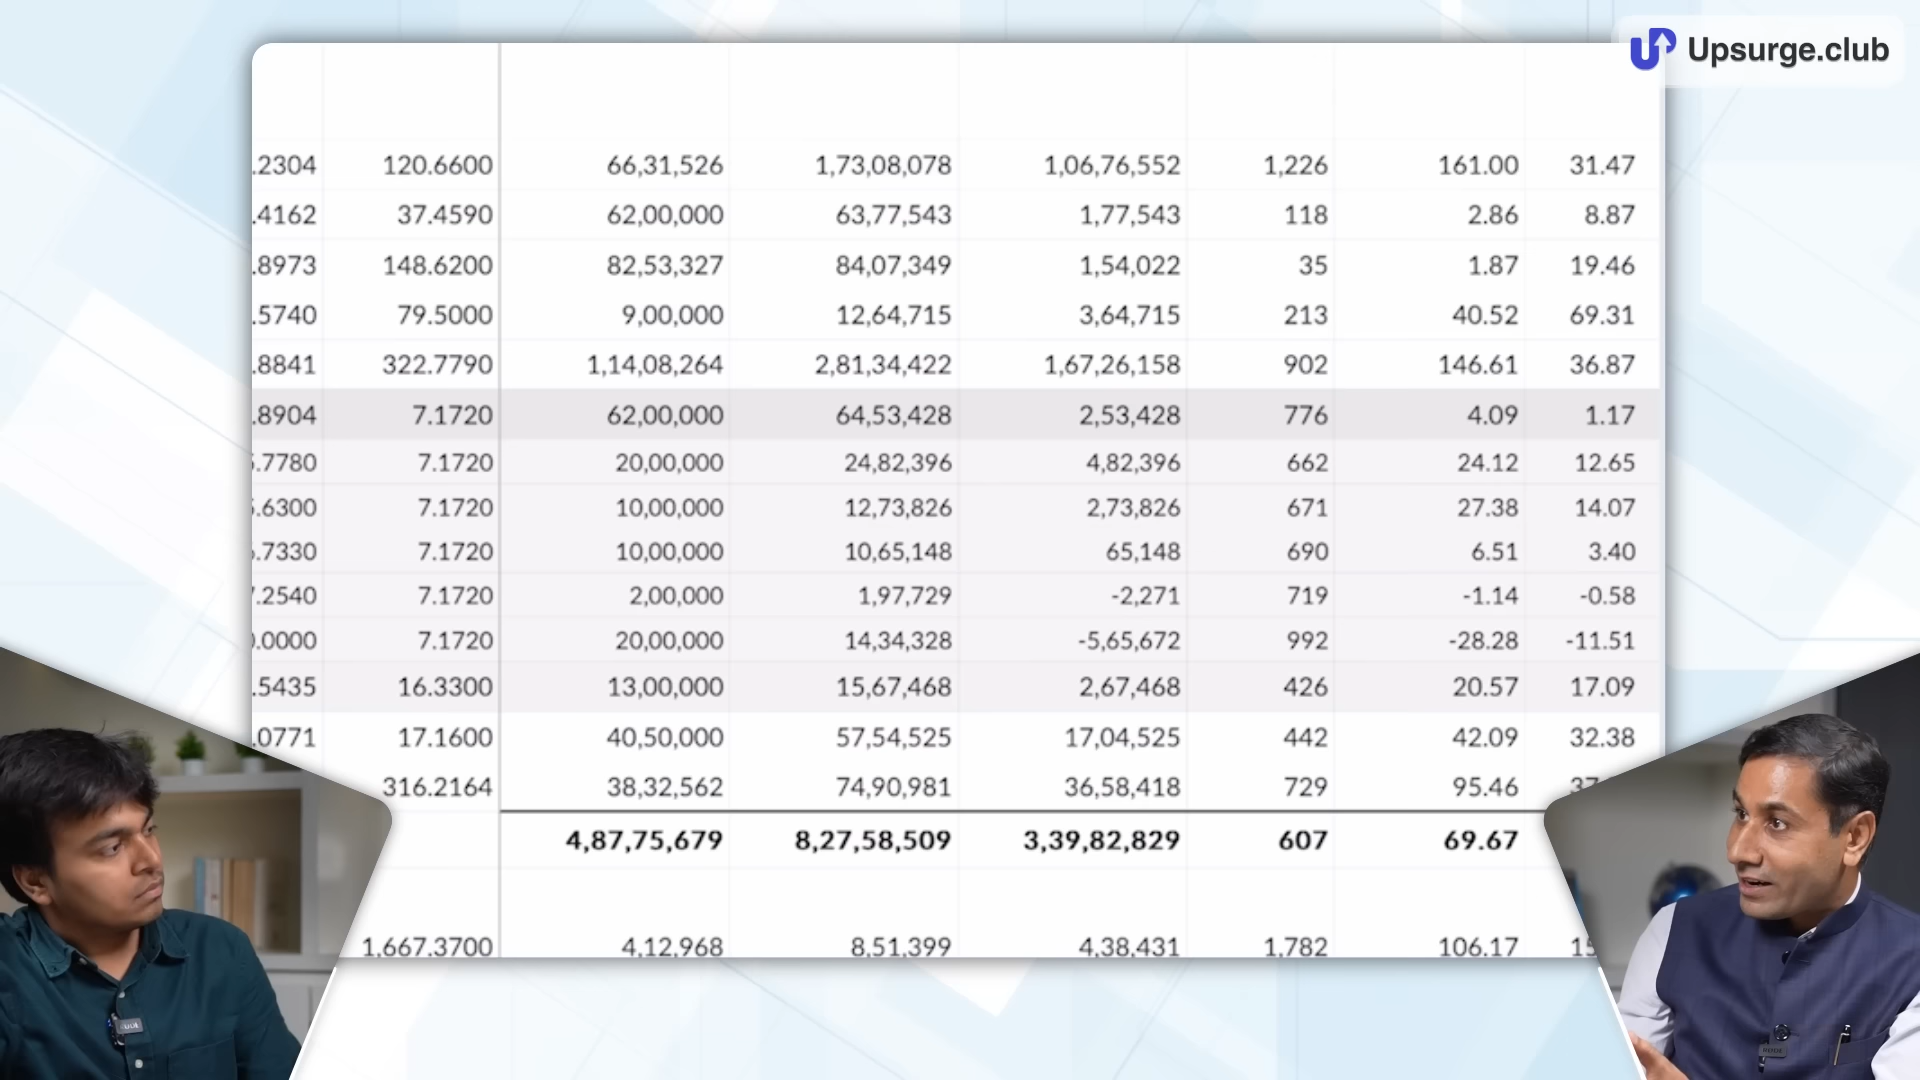 Upsurge.club
.2304 120.6600 66,31,526 1,73,08,078 1,06,76,552 1,226 161.00 31.47
.4162 37.4590 62,00,000 63,77,543 1,77,543 118 2.86 8.87
.8973 148.6200 82,53,327 84,07,349 1,54,022 35 1.87 19.46
.5740 79.5000 9,00,000 12,64,715 3,64,715 213 40.52 69.31
.8841 322.7790 1,14,08,264 2,81,34,422 1,67,26,158 902 146.61 36.87
.8904 7.1720 62,00,000 64,53,428 2,53,428 776 4.09 1.17
.7780 7.1720 20,00,000 24,82,396 4,82,396 662 24.12 12.65
.6300 7.1720 10,00,000 12,73,826 2,73,826 671 27.38 14.07
.7330 7.1720 10,00,000 10,65,148 65,148 690 6.51 3.40
.2540 7.1720 2,00,000 1,97,729 -2,271 719 -1.14 -0.58
.0000 7.1720 20,00,000 14,34,328 -5,65,672 992 -28.28 -11.51
.5435 16.3300 13,00,000 15,67,468 2,67,468 426 20.57 17.09
.0771 17.1600 40,50,000 57,54,525 17,04,525 442 42.09 32.38
316.2164 38,32,562 74,90,981 36,58,418 729 95.46
4,87,75,679 8,27,58,509 3,39,82,829 607 69.67
1,667.3700 4,12,968 8,51,399 4,38,431 1,782 106.17